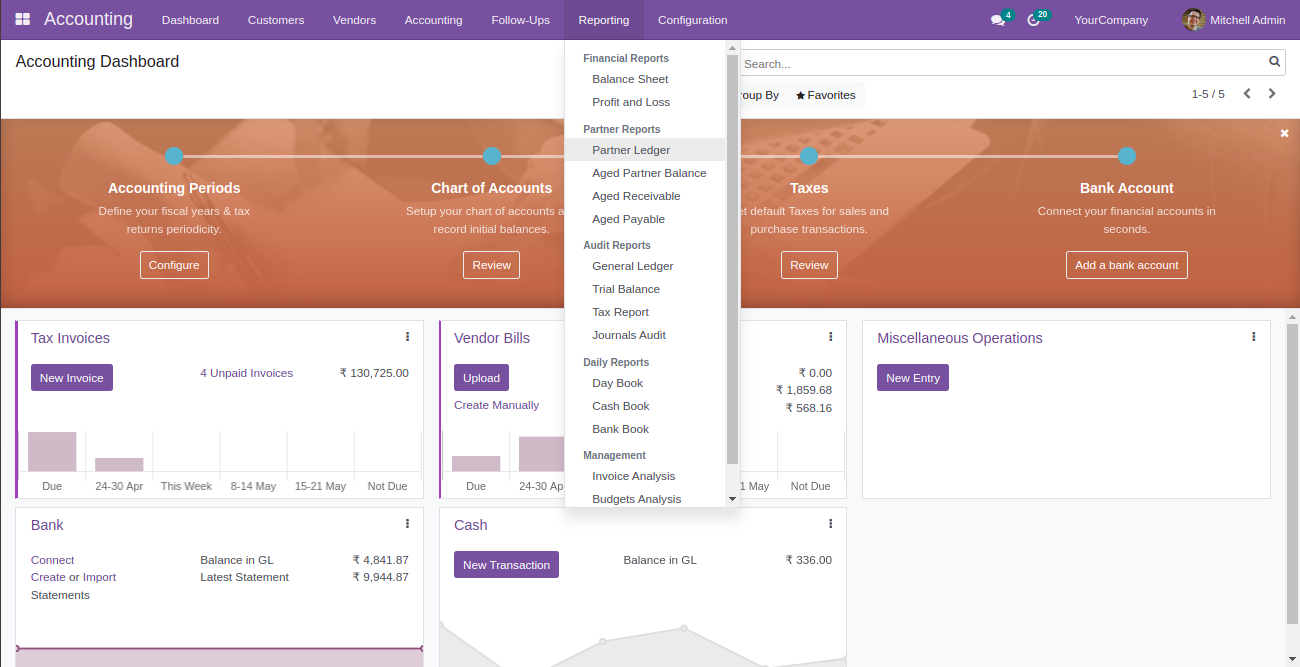 Accounting
Dashboard
Customers
Vendors
Accounting
Follow-Ups
Reporting
Configuration
4
20
YourCompany
Mitchell Admin
Accounting Dashboard
Search...
roup By
Favorites
1-5 / 5
Financial Reports
Balance Sheet
Profit and Loss
Partner Reports
Partner Ledger
Aged Partner Balance
Aged Receivable
Aged Payable
Audit Reports
General Ledger
Trial Balance
Tax Report
Journals Audit
Daily Reports
Day Book
Cash Book
Bank Book
Management
Invoice Analysis
Budgets Analysis
Accounting Periods
Define your fiscal years & tax
returns periodicity.
Configure
Chart of Accounts
Setup your chart of accounts a
record initial balances.
Review
Taxes
et default Taxes for sales and
purchase transactions.
Review
Bank Account
Connect your financial accounts in
seconds.
Add a bank account
Tax Invoices
New Invoice
4 Unpaid Invoices
₹ 130,725.00
Due
24-30 Apr
This Week
8-14 May
15-21 May
Not Due
Vendor Bills
Upload
Create Manually
₹ 0.00
₹ 1,859.68
₹ 568.16
Due
24-30 Ap
1 May
Not Due
Miscellaneous Operations
New Entry
Bank
Connect
Create or Import
Statements
Balance in GL
₹ 4,841.87
Latest Statement
₹ 9,944.87
Cash
New Transaction
Balance in GL
₹ 336.00